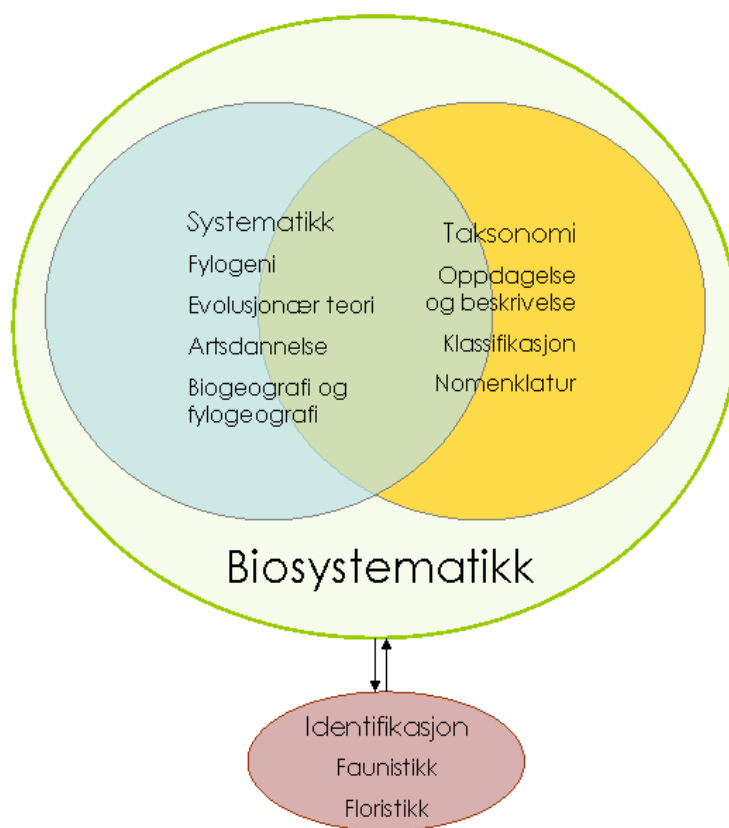 Systematikk
Fylogeni
Evolusjonær teori
Artsdannelse
Biogeografi og
fylogeografi
Taksonomi
Oppdagelse
og beskrivelse
Klassifikasjon
Nomenklatur
Biosystematikk
Identifikasjon
Faunistikk
Floristikk